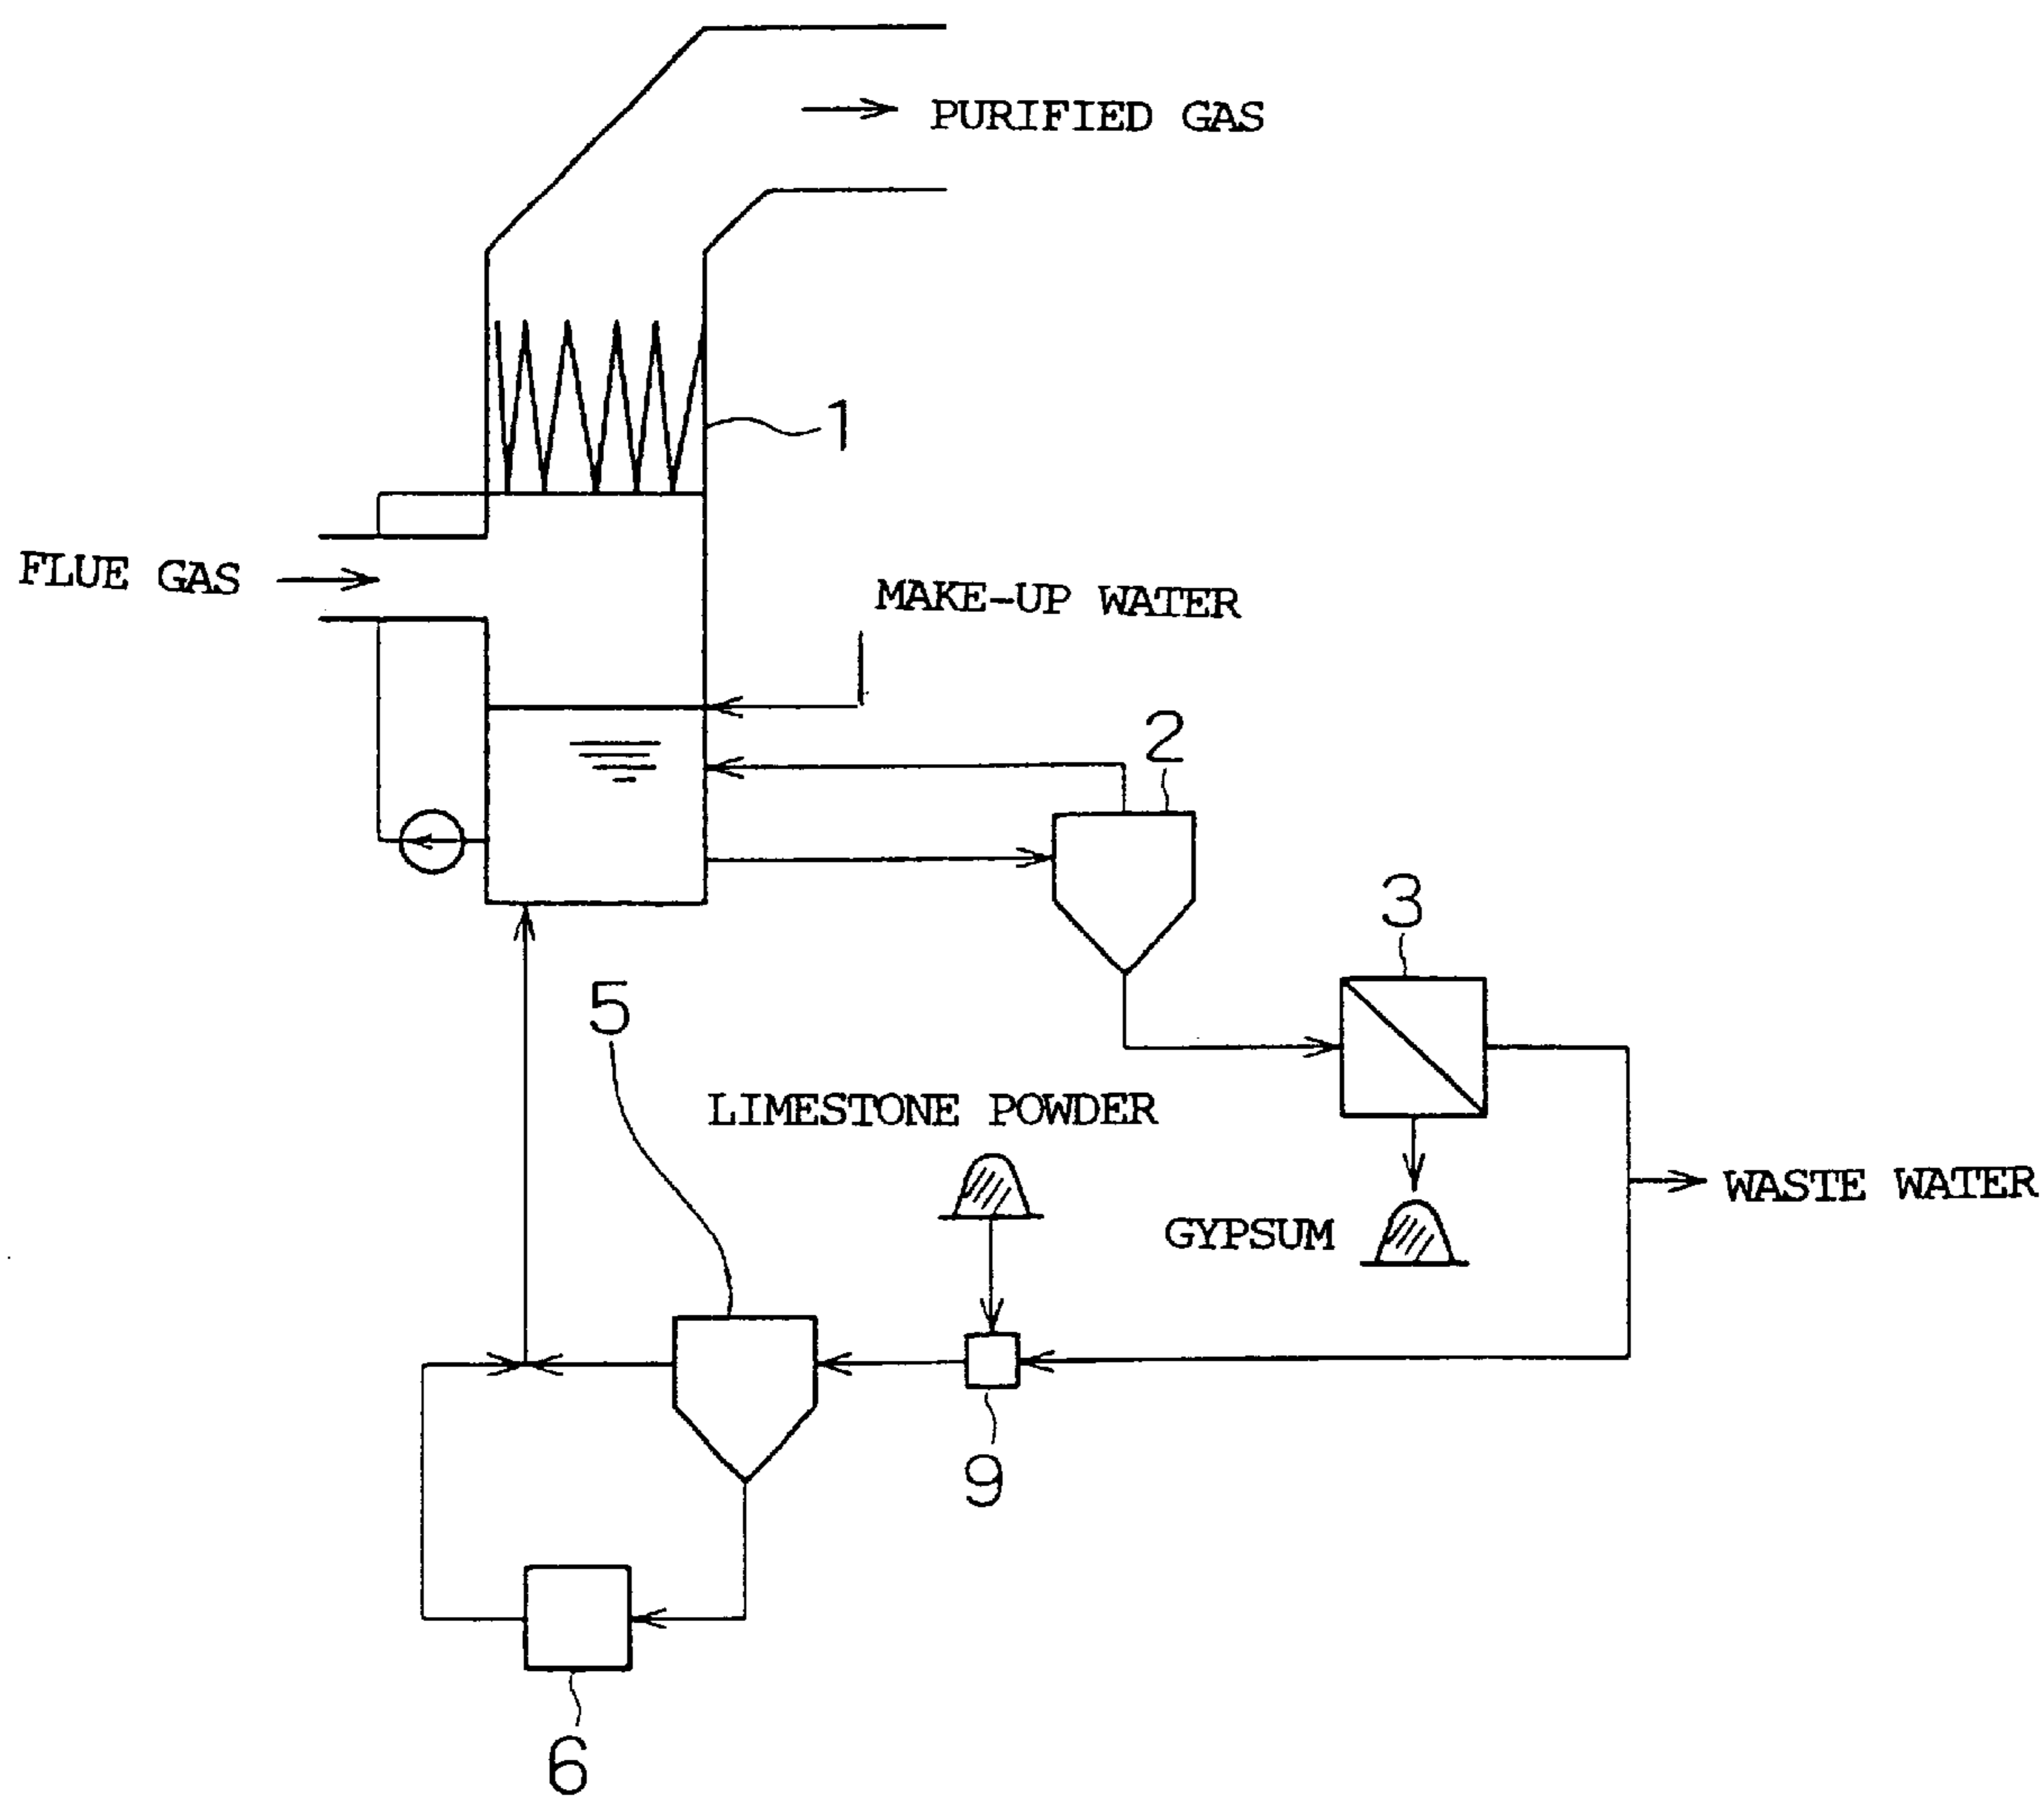 PURIFIED GAS
1
FLUE GAS
MAKE-UP WATER
2
3
5
LIMESTONE POWDER
WASTE WATER
GYPSUM
9
6